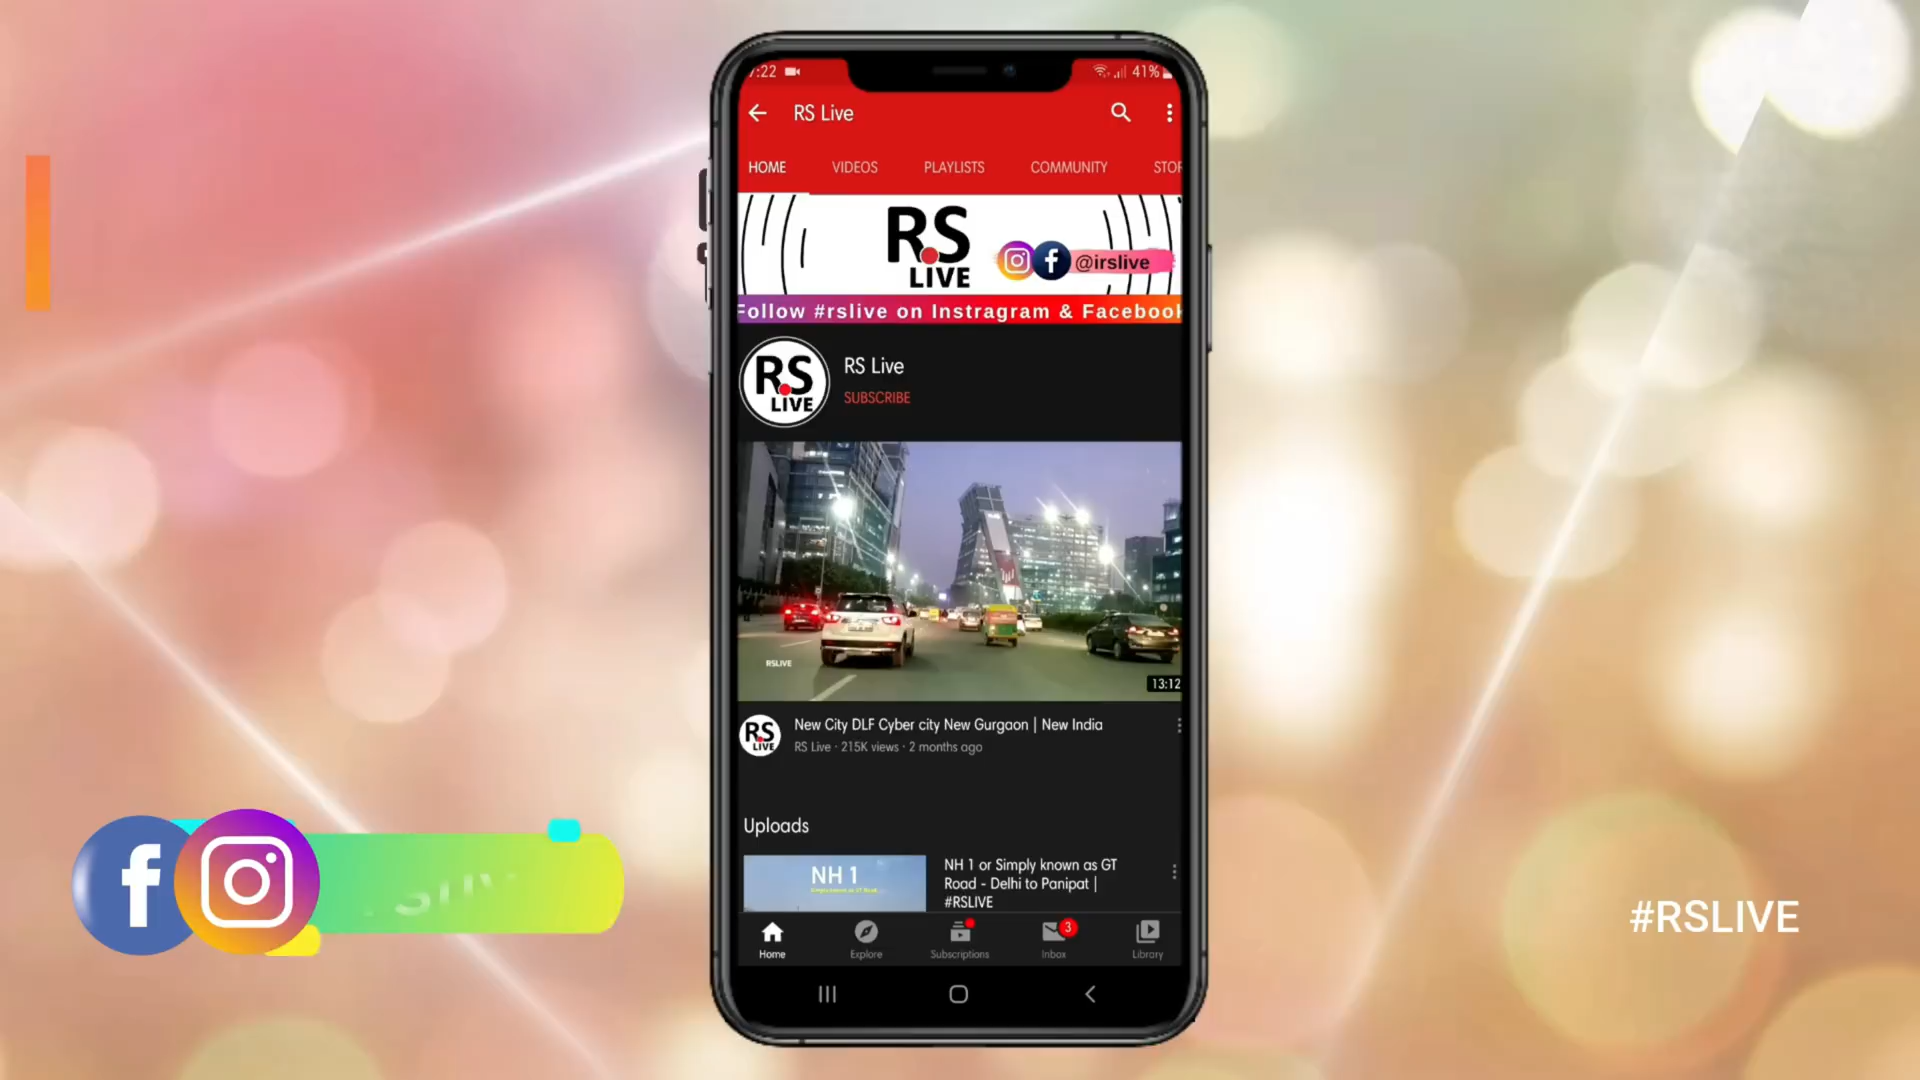 :22
41%
RS Live
HOME VIDEOS PLAYLISTS COMMUNITY STOR
RS
LIVE
@irslive
Follow #rslive on Instragram & Facebook
RS
LIVE
RS Live
SUBSCRIBE
RSLIVE
13:12
RS
LIVE
New City DLF Cyber city New Gurgaon | New India
RS Live · 215K views · 2 months ago
Uploads
NH 1
NH 1 or Simply known as GT
Road - Delhi to Panipat |
#RSLIVE
3
Home Explore Subscriptions Inbox Library
#RSLIVE